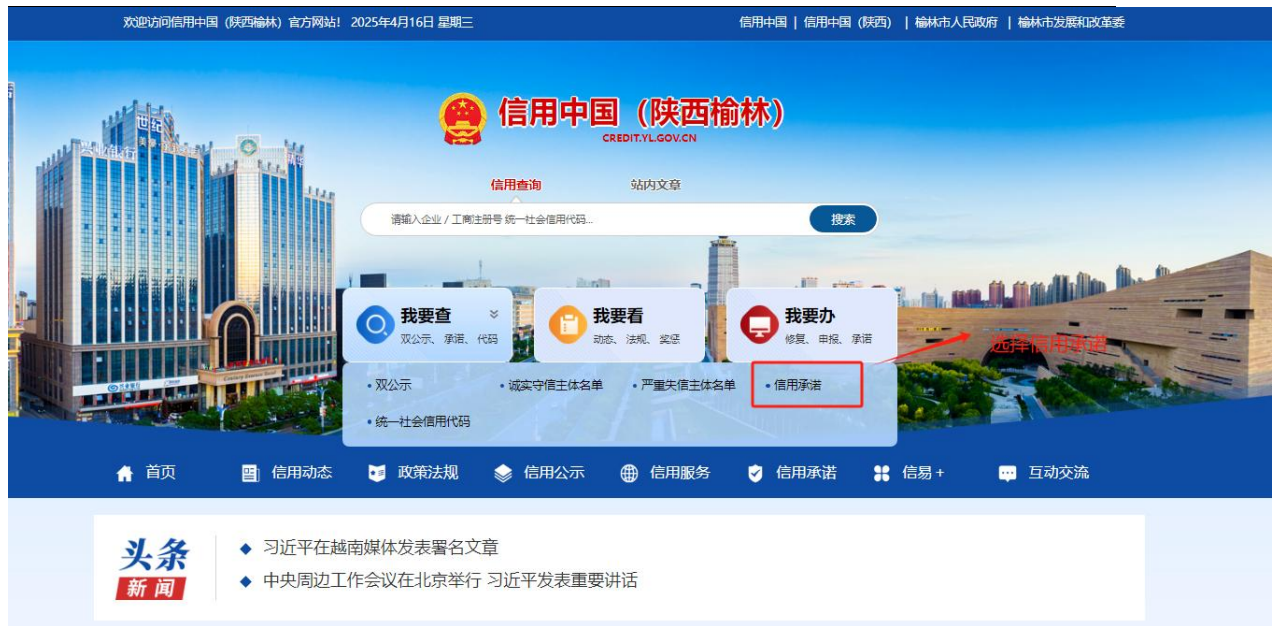 欢迎访问信用中国（陕西榆林）官方网站！ 2025年4月16日 星期三
信用中国 | 信用中国（陕西） | 榆林市人民政府 | 榆林市发展和改革委
信用中国（陕西榆林）
CREDIT.YL.GOV.CN
信用查询 站内文章
请输入企业 / 工商注册号 统一社会信用代码... 搜索
世纪
兴业银行
我要查 我要看 我要办
双公示、承诺、代码 动态、法规、奖惩 修复、申报、承诺
选择信用承诺
• 双公示 • 诚实守信主体名单 • 严重失信主体名单 • 信用承诺
• 统一社会信用代码
首页 信用动态 政策法规 信用公示 信用服务 信用承诺 信易+ 互动交流
头条
新闻
◆ 习近平在越南媒体发表署名文章
◆ 中央周边工作会议在北京举行 习近平发表重要讲话